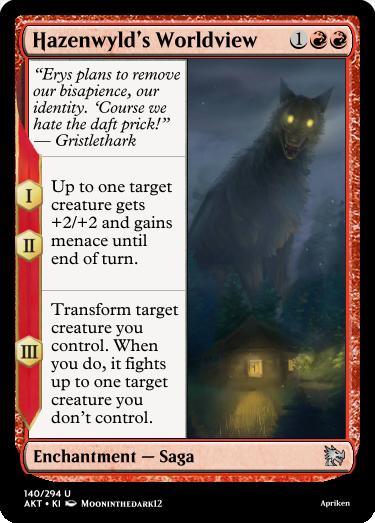 Hazenwyld's Worldview 1
“Erys plans to remove
our bisapience, our
identity. ‘Course we
hate the daft prick!”
— Gristlethark
I
II
Up to one target
creature gets
+2/+2 and gains
menace until
end of turn.
III
Transform target
creature you
control. When
you do, it fights
up to one target
creature you
don't control.
Enchantment — Saga
140/294 U
AKT • KI Mooninthedark12
Apriken